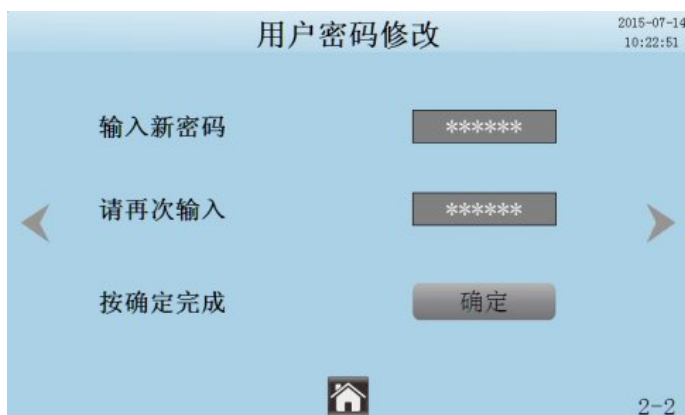 用户密码修改
2015-07-14
10:22:51
输入新密码
******
请再次输入
******
按确定完成
确定
2-2